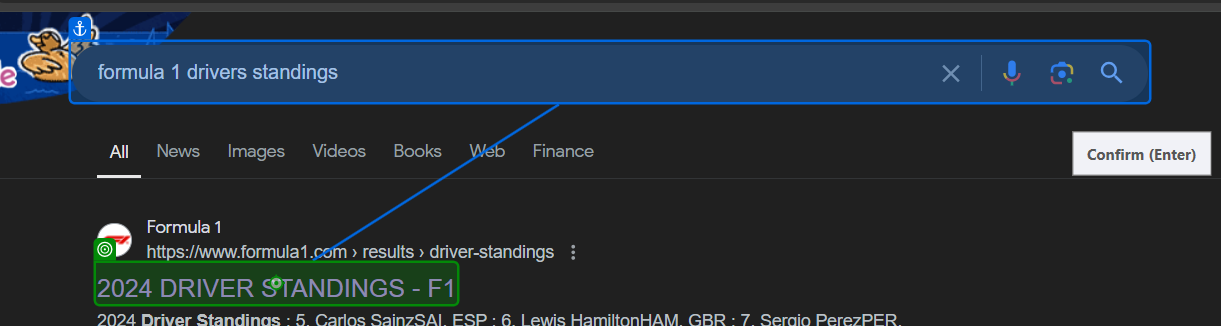 formula 1 drivers standings
All News Images Videos Books Web Finance
Confirm (Enter)
Formula 1
https://www.formula1.com › results › driver-standings
2024 DRIVER STANDINGS - F1
2024 Driver Standings : 5. Carlos SainzSAI. ESP : 6. Lewis HamiltonHAM. GBR : 7. Sergio PerezPER.